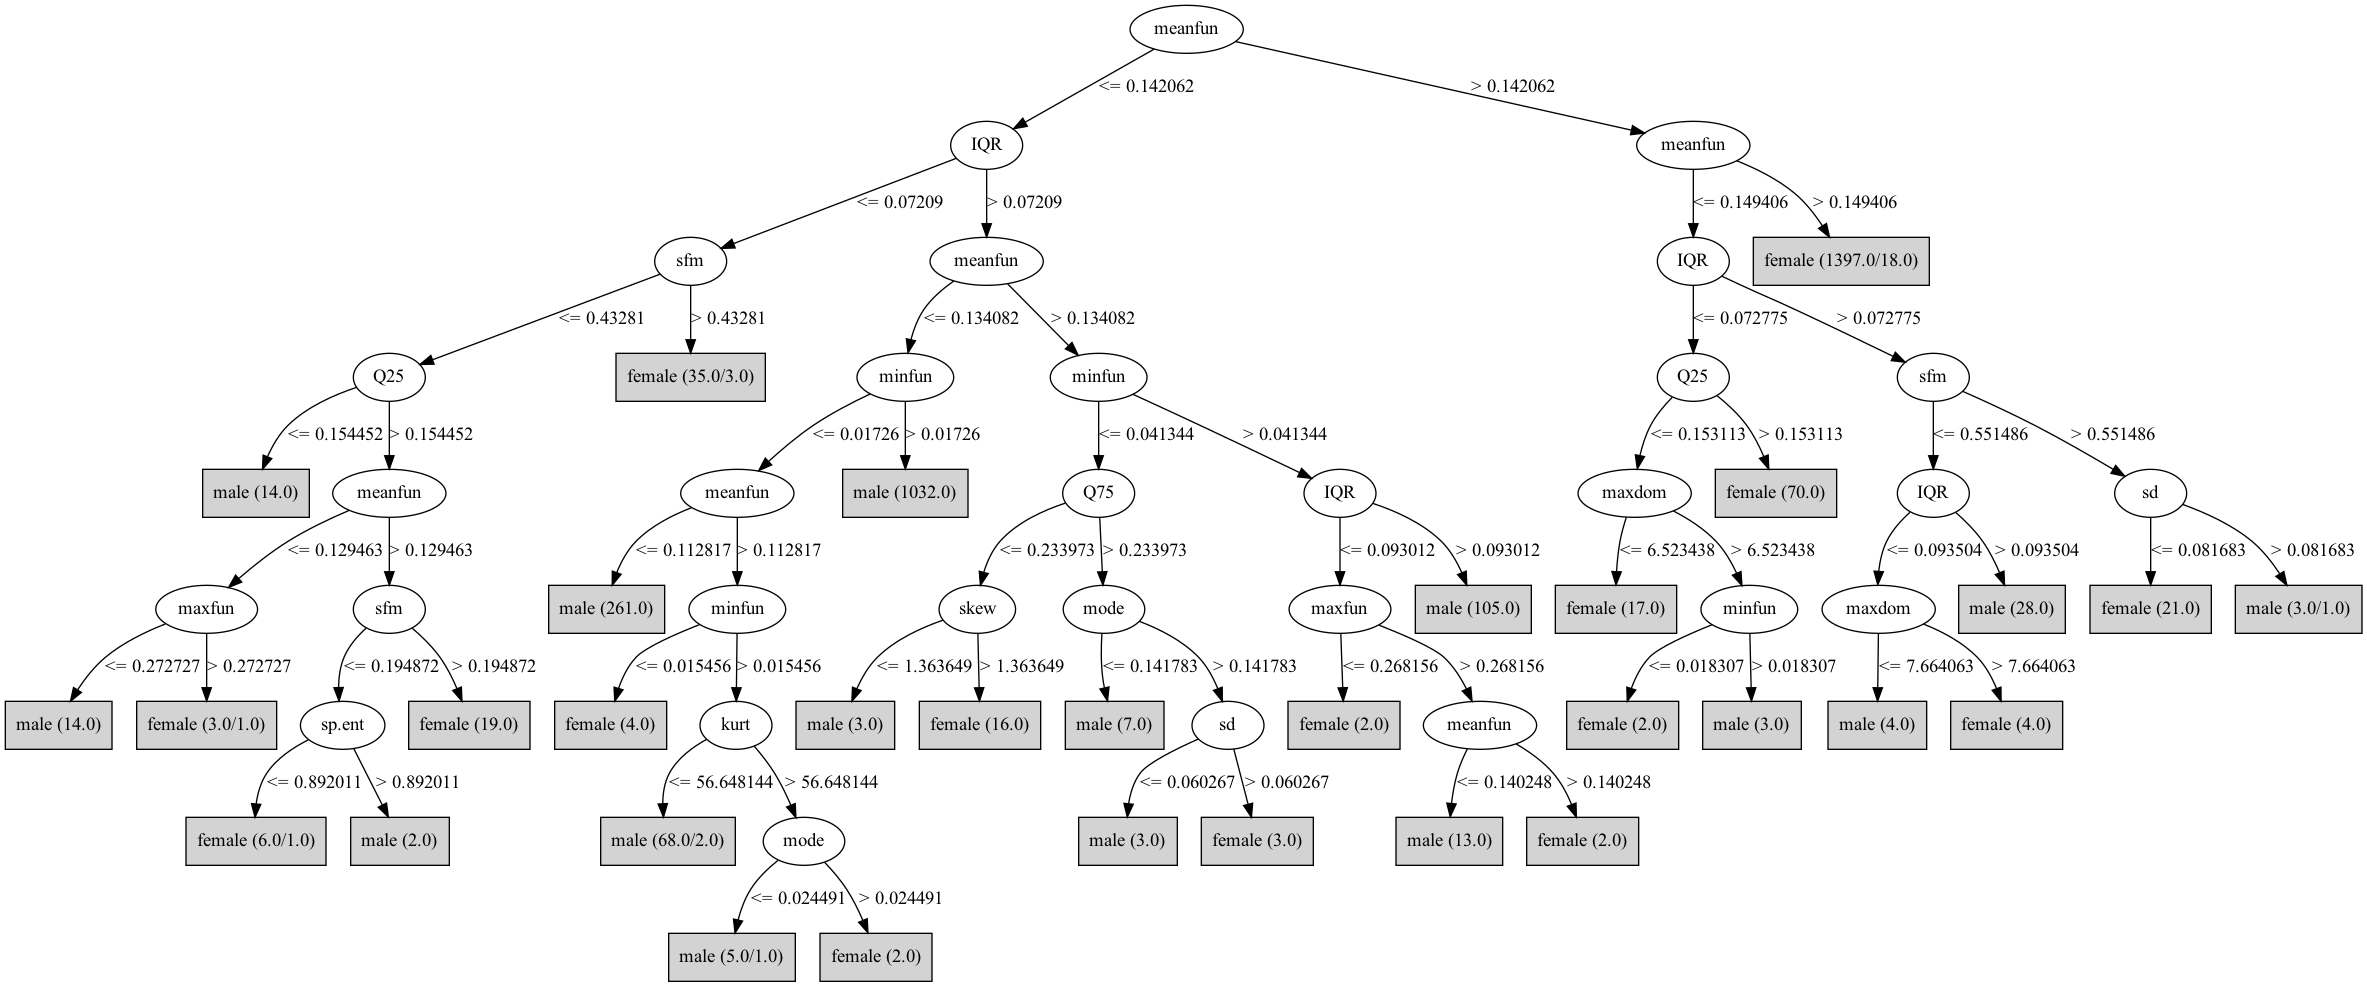 meanfun
<= 0.142062
> 0.142062
IQR
meanfun
<= 0.07209
> 0.07209
<= 0.149406
> 0.149406
sfm
meanfun
IQR
female (1397.0/18.0)
<= 0.43281
> 0.43281
<= 0.134082
> 0.134082
<= 0.072775
> 0.072775
Q25
female (35.0/3.0)
minfun
minfun
Q25
sfm
<= 0.154452
> 0.154452
<= 0.01726
> 0.01726
<= 0.041344
> 0.041344
<= 0.153113
> 0.153113
<= 0.551486
> 0.551486
male (14.0)
meanfun
meanfun
male (1032.0)
Q75
IQR
maxdom
female (70.0)
IQR
sd
<= 0.129463
> 0.129463
<= 0.112817
> 0.112817
<= 0.233973
> 0.233973
<= 0.093012
> 0.093012
<= 6.523438
> 6.523438
<= 0.093504
> 0.093504
<= 0.081683
> 0.081683
maxfun
sfm
male (261.0)
minfun
skew
mode
maxfun
male (105.0)
female (17.0)
minfun
maxdom
male (28.0)
female (21.0)
male (3.0/1.0)
<= 0.272727
> 0.272727
<= 0.194872
> 0.194872
<= 0.015456
> 0.015456
<= 1.363649
> 1.363649
<= 0.141783
> 0.141783
<= 0.268156
> 0.268156
<= 0.018307
> 0.018307
<= 7.664063
> 7.664063
male (14.0)
female (3.0/1.0)
sp.ent
female (19.0)
female (4.0)
kurt
male (3.0)
female (16.0)
male (7.0)
sd
female (2.0)
meanfun
female (2.0)
male (3.0)
male (4.0)
female (4.0)
<= 0.892011
> 0.892011
<= 56.648144
> 56.648144
<= 0.060267
> 0.060267
<= 0.140248
> 0.140248
female (6.0/1.0)
male (2.0)
male (68.0/2.0)
mode
male (3.0)
female (3.0)
male (13.0)
female (2.0)
<= 0.024491
> 0.024491
male (5.0/1.0)
female (2.0)